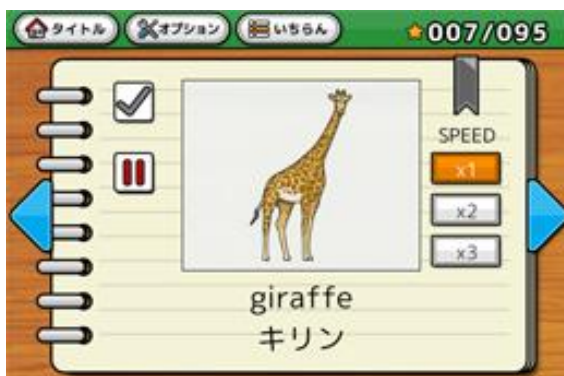 タイトル オプション いちらん 007/095
SPEED
x1
x2
x3
giraffe
キリン